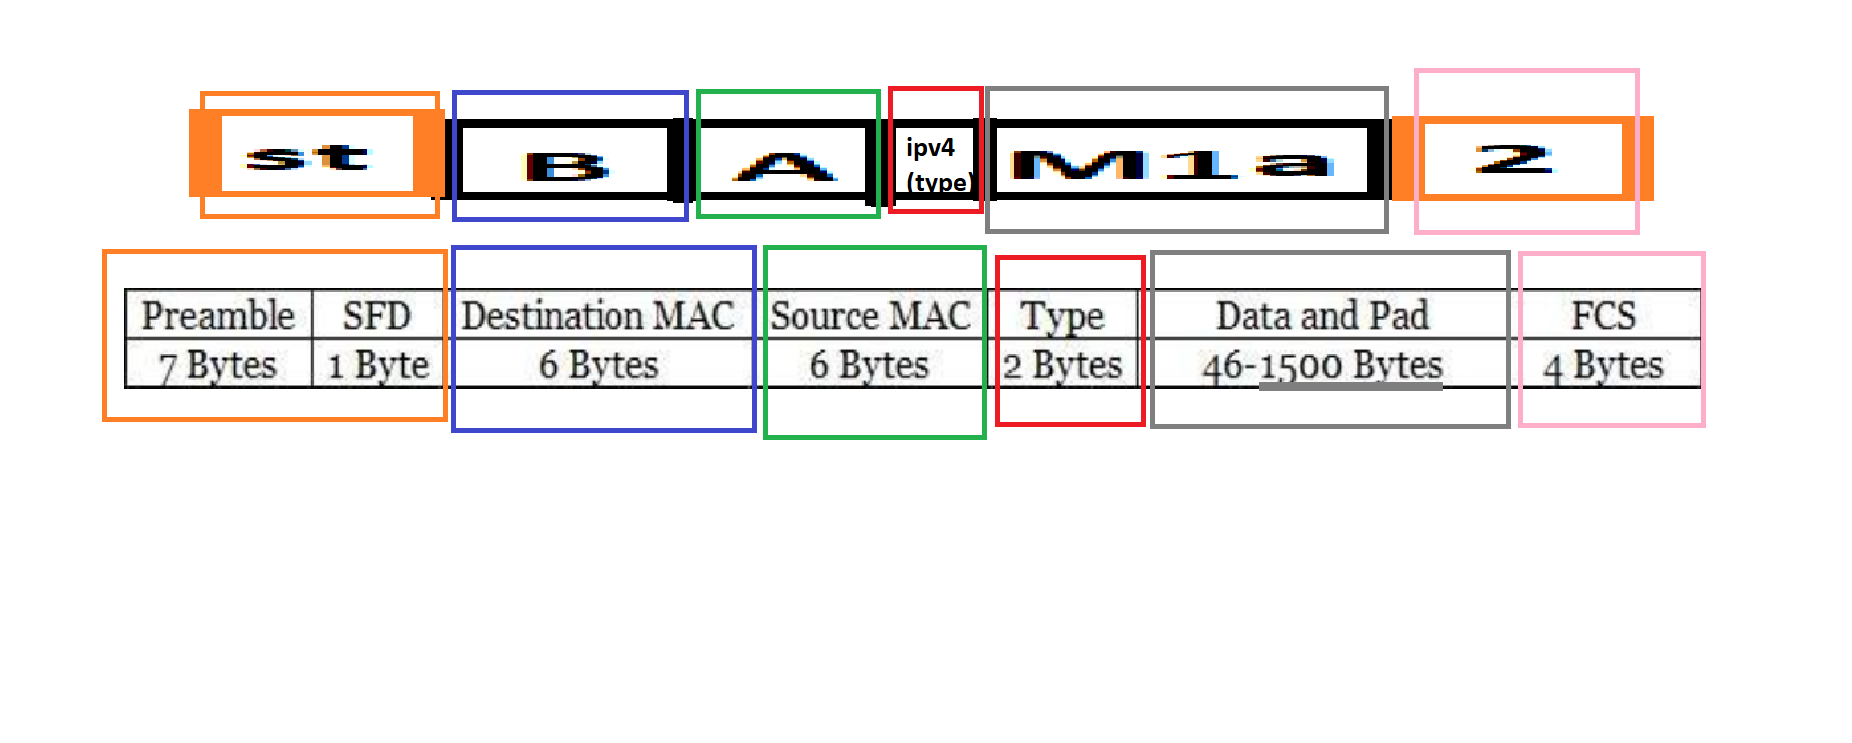 st B A ipv4 (type) M1a 2
Preamble SFD Destination MAC Source MAC Type Data and Pad FCS
7 Bytes 1 Byte 6 Bytes 6 Bytes 2 Bytes 46-1500 Bytes 4 Bytes